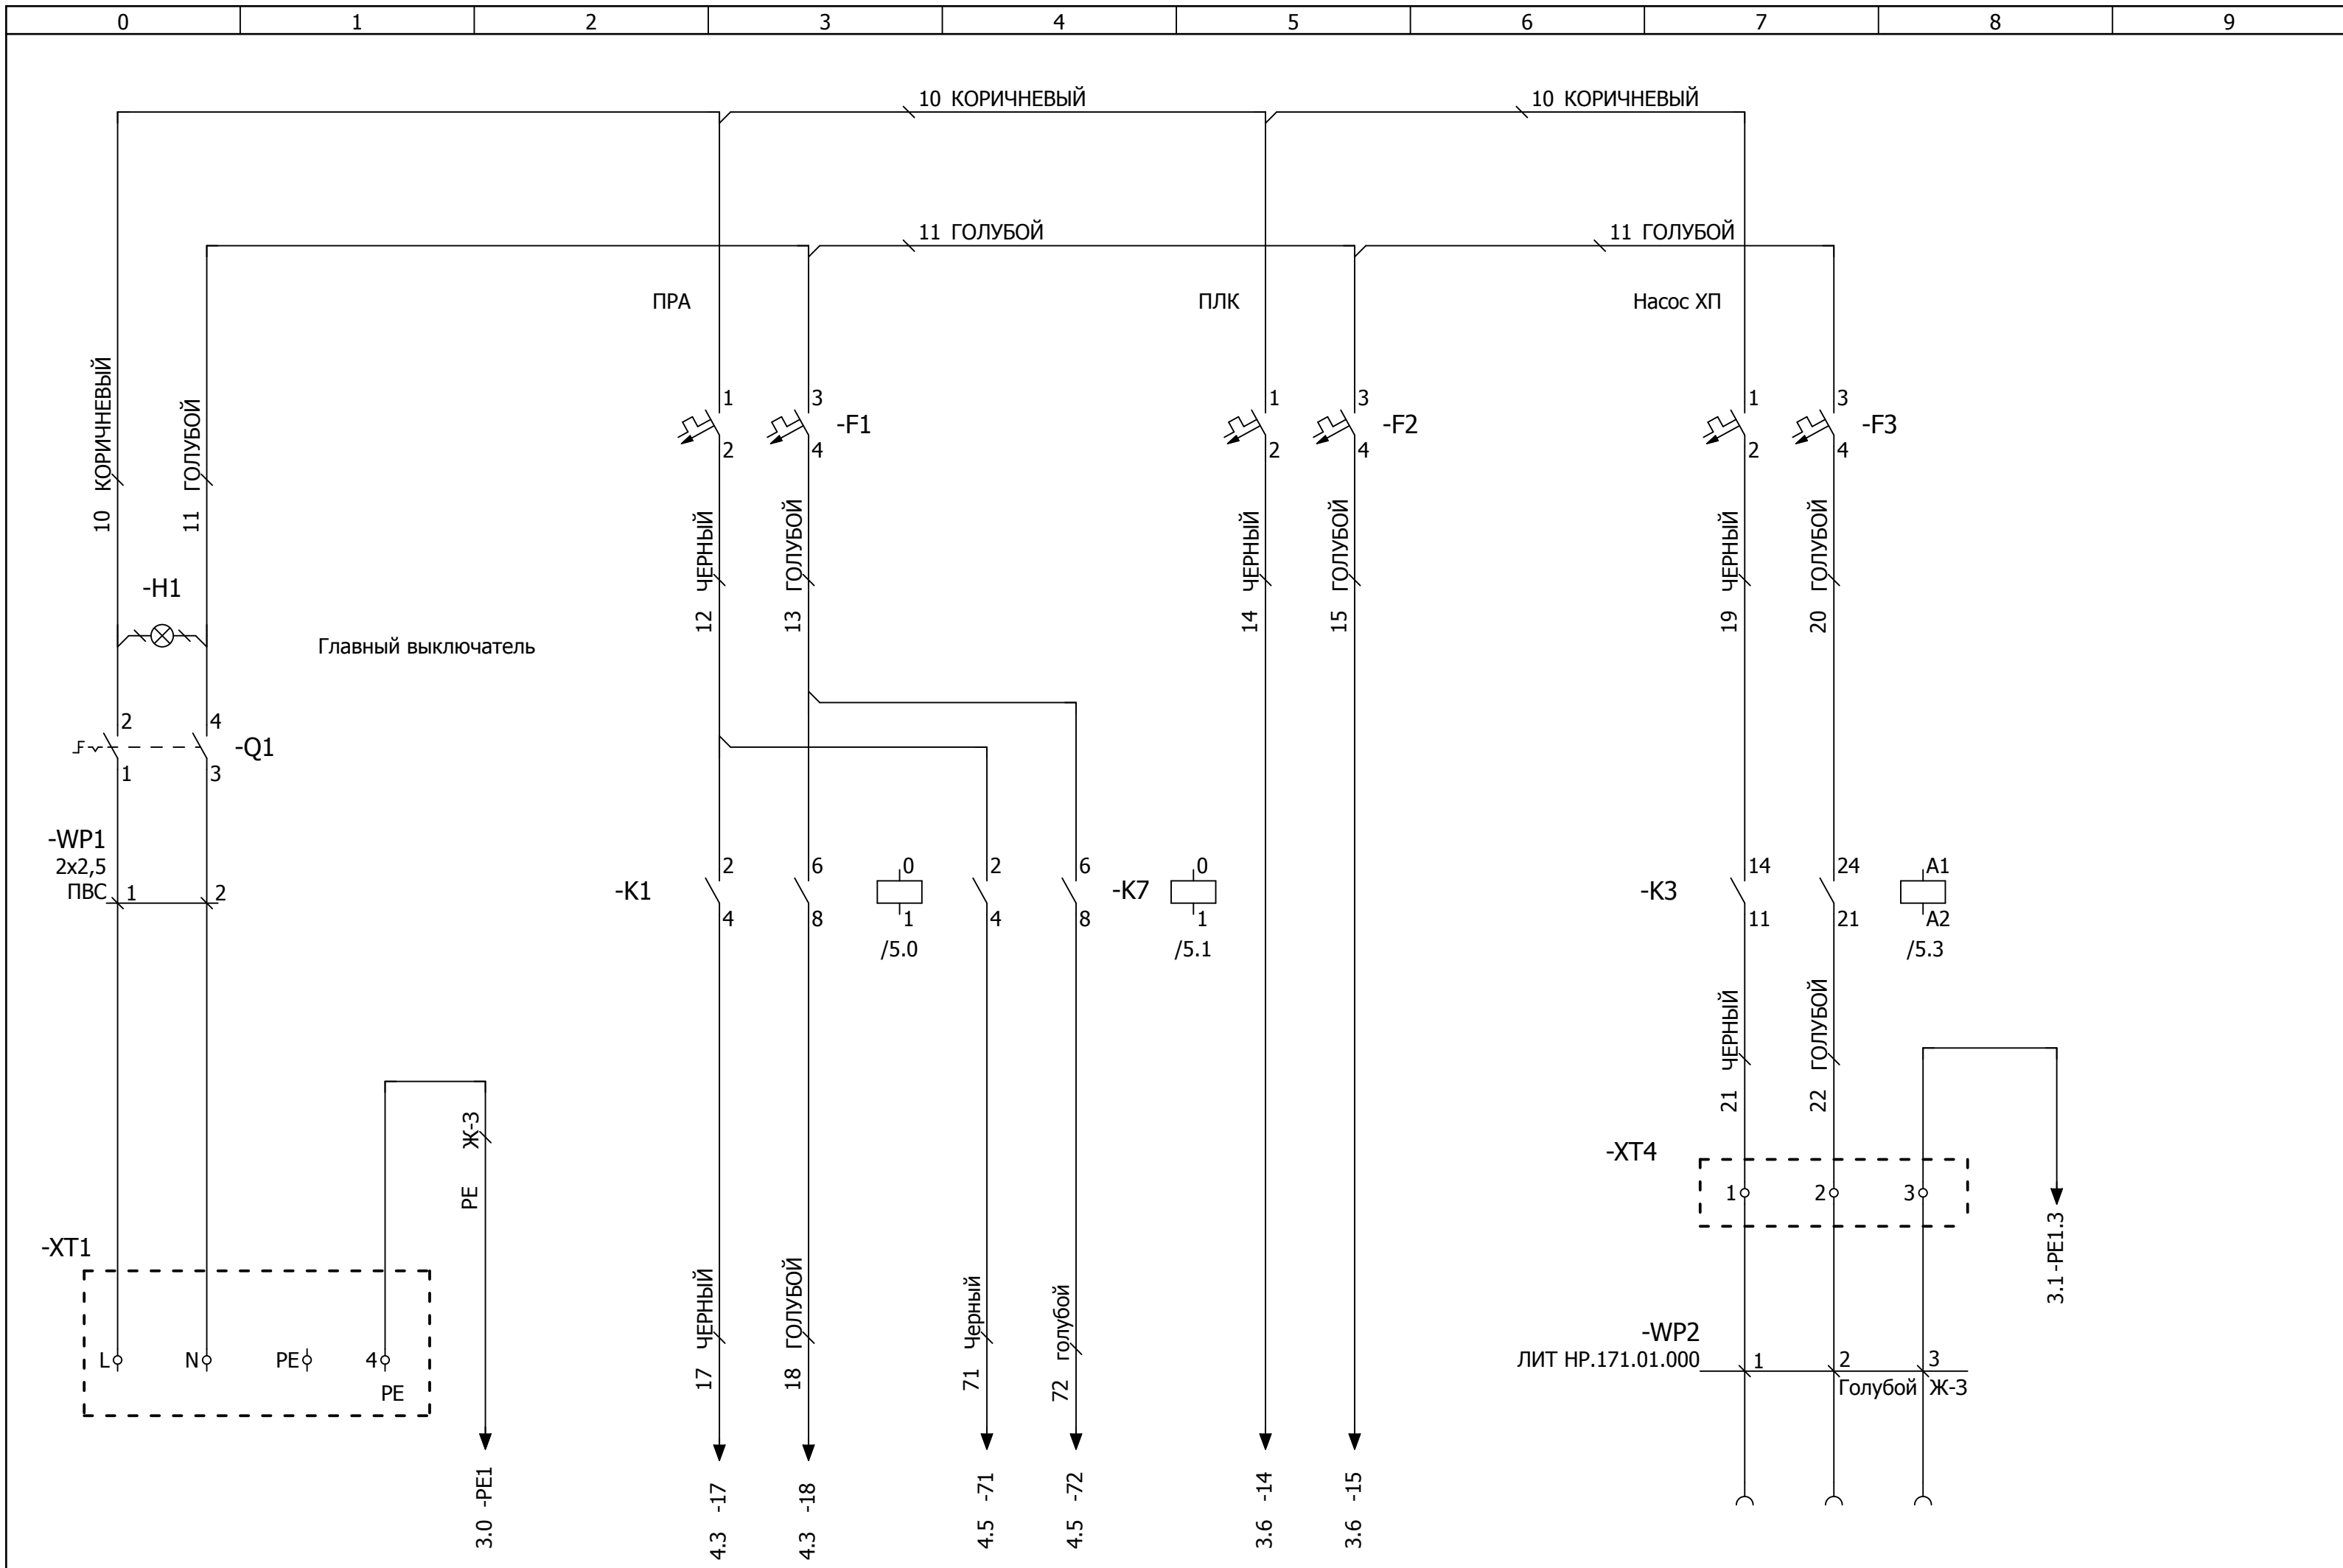 0 1 2 3 4 5 6 7 8 9
10 КОРИЧНЕВЫЙ
10 КОРИЧНЕВЫЙ
11 ГОЛУБОЙ
11 ГОЛУБОЙ
ПРА
ПЛК
Насос ХП
10 КОРИЧНЕВЫЙ
11 ГОЛУБОЙ
1
2
3
4
-F1
1
2
3
4
-F2
1
2
3
4
-F3
12 ЧЕРНЫЙ
13 ГОЛУБОЙ
14 ЧЕРНЫЙ
15 ГОЛУБОЙ
19 ЧЕРНЫЙ
20 ГОЛУБОЙ
-H1
Главный выключатель
2
4
-Q1
1
3
-WP1
2x2,5
ПВС
1
2
-K1
2
4
6
8
0
1
/5.0
2
4
6
8
-K7
0
1
/5.1
-K3
14
11
24
21
A1
A2
/5.3
21 ЧЕРНЫЙ
22 ГОЛУБОЙ
PE Ж-З
-XT4
1
2
3
3.1 -PE1.3
-XT1
L
N
PE
4
PE
17 ЧЕРНЫЙ
18 ГОЛУБОЙ
71 Черный
72 голубой
-WP2
ЛИТ НР.171.01.000
1
2
3
Голубой
Ж-З
3.0 -PE1
4.3 -17
4.3 -18
4.5 -71
4.5 -72
3.6 -14
3.6 -15